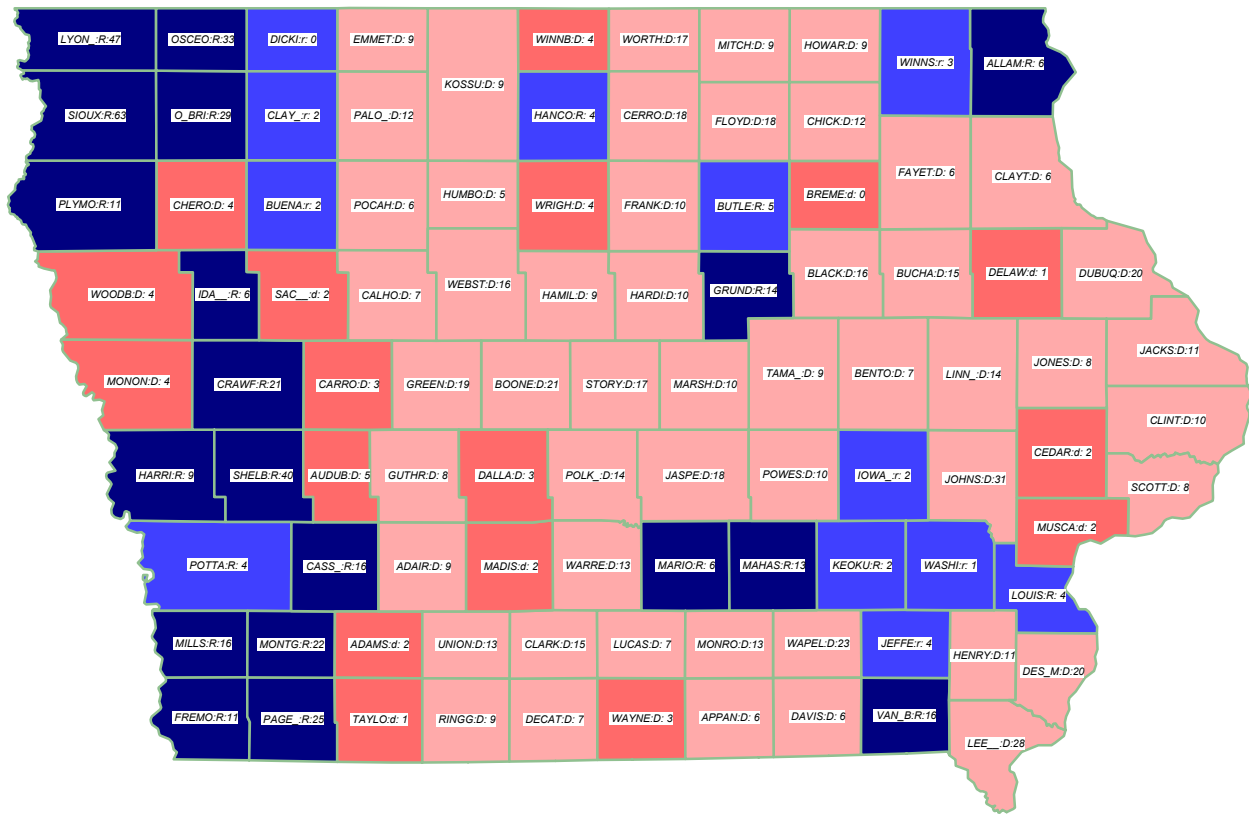 LYON_:R:47
OSCEO:R:33
DICKI:r: 0
EMMET:D: 9
WINNB:D: 4
WORTH:D:17
MITCH:D: 9
HOWAR:D: 9
WINNS:r: 3
ALLAM:R: 6
KOSSU:D: 9
SIOUX:R:63
O_BRI:R:29
CLAY_:r: 2
PALO_:D:12
HANCO:R: 4
CERRO:D:18
FLOYD:D:18
CHICK:D:12
FAYET:D: 6
CLAYT:D: 6
PLYMO:R:11
CHERO:D: 4
BUENA:r: 2
POCAH:D: 6
HUMBO:D: 5
WRIGH:D: 4
FRANK:D:10
BUTLE:R: 5
BREME:d: 0
WOODB:D: 4
IDA__:R: 6
SAC__:d: 2
CALHO:D: 7
WEBST:D:16
HAMIL:D: 9
HARDI:D:10
GRUND:R:14
BLACK:D:16
BUCHA:D:15
DELAW:d: 1
DUBUQ:D:20
MONON:D: 4
CRAWF:R:21
CARRO:D: 3
GREEN:D:19
BOONE:D:21
STORY:D:17
MARSH:D:10
TAMA_:D: 9
BENTO:D: 7
LINN_:D:14
JONES:D: 8
JACKS:D:11
CLINT:D:10
HARRI:R: 9
SHELB:R:40
AUDUB:D: 5
GUTHR:D: 8
DALLA:D: 3
POLK_:D:14
JASPE:D:18
POWES:D:10
IOWA_:r: 2
JOHNS:D:31
CEDAR:d: 2
SCOTT:D: 8
MUSCA:d: 2
POTTA:R: 4
CASS_:R:16
ADAIR:D: 9
MADIS:d: 2
WARRE:D:13
MARIO:R: 6
MAHAS:R:13
KEOKU:R: 2
WASHI:r: 1
LOUIS:R: 4
MILLS:R:16
MONTG:R:22
ADAMS:d: 2
UNION:D:13
CLARK:D:15
LUCAS:D: 7
MONRO:D:13
WAPEL:D:23
JEFFE:r: 4
HENRY:D:11
DES_M:D:20
FREMO:R:11
PAGE_:R:25
TAYLO:d: 1
RINGG:D: 9
DECAT:D: 7
WAYNE:D: 3
APPAN:D: 6
DAVIS:D: 6
VAN_B:R:16
LEE__:D:28